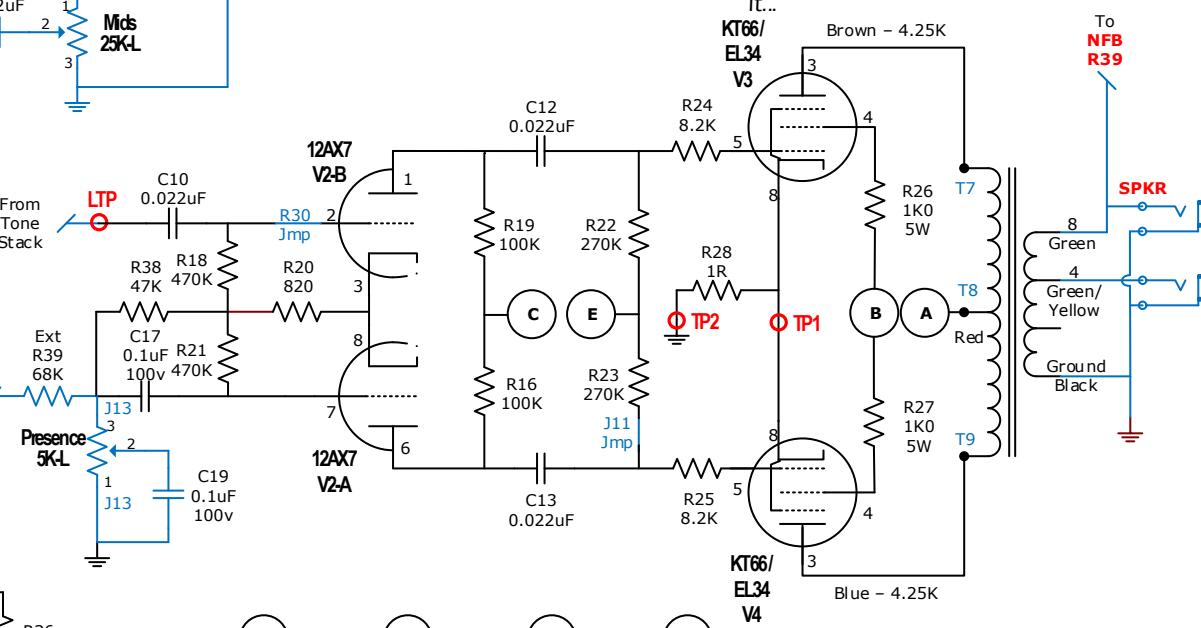 2uF
1
2
3
Mids
25K-L
it...
KT66/
EL34
V3
Brown – 4.25K
To
NFB
R39
3
4
5
8
C12
0.022uF
R24
8.2K
12AX7
V2-B
1
2
3
From
Tone
Stack
LTP
C10
0.022uF
R30
Jmp
R18
470K
R38
47K
R20
820
R19
100K
R22
270K
R28
1R
R26
1K0
5W
T7
SPKR
8
Green
4
Green/
Yellow
T8
C
E
TP2
TP1
B
A
Red
Ext
R39
68K
C17
0.1uF
100v
R21
470K
8
7
6
R16
100K
R23
270K
J11
Jmp
R27
1K0
5W
Ground
Black
T9
J13
Presence
5K-L
3
2
1
J13
C19
0.1uF
100v
12AX7
V2-A
C13
0.022uF
R25
8.2K
8
5
4
3
KT66/
EL34
V4
Blue – 4.25K